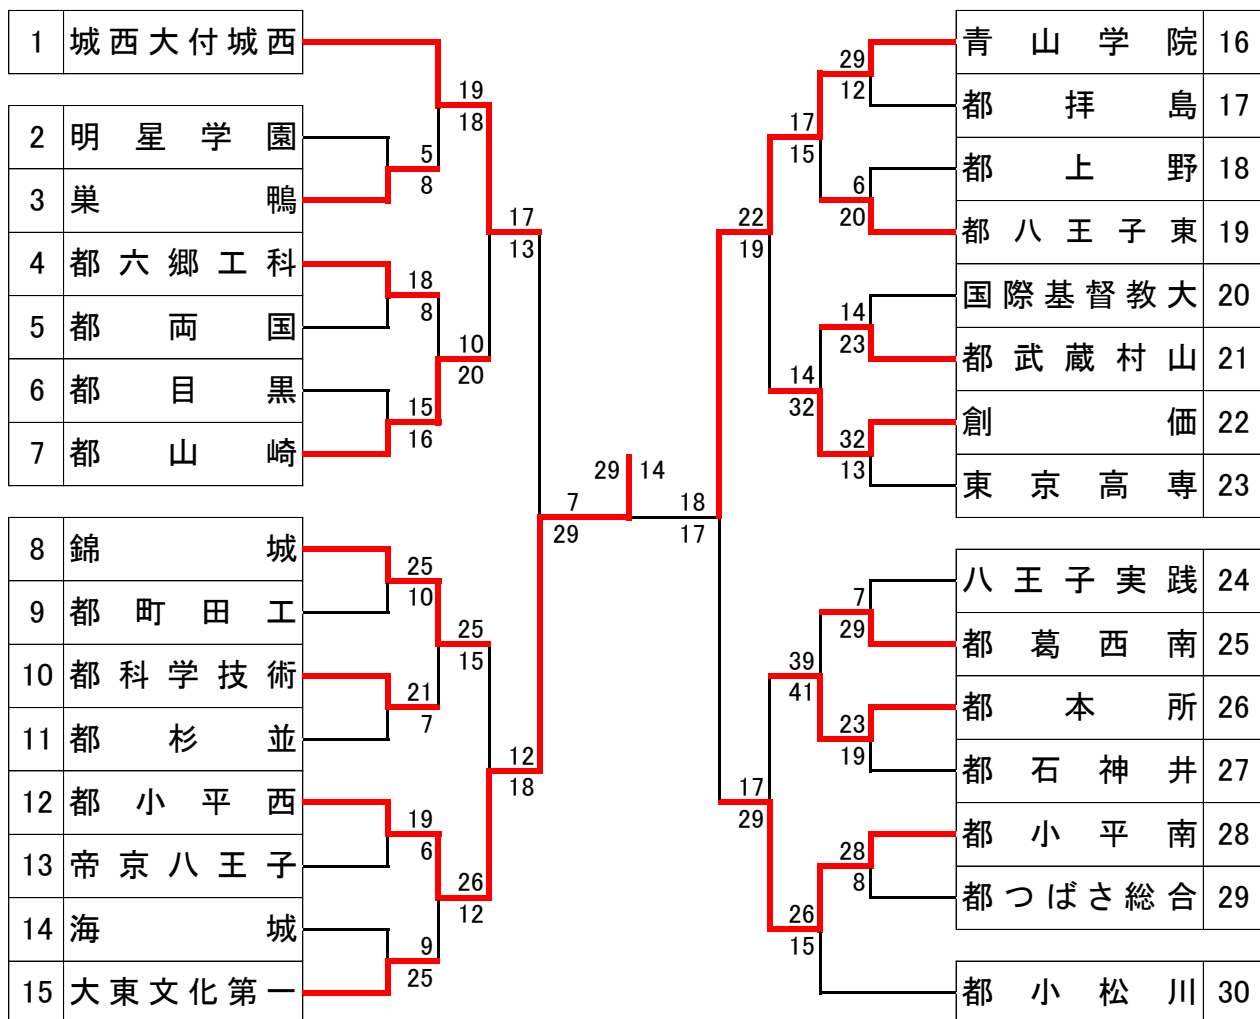 1 城西大付城西
2 明星学園
3 巣鴨
4 都六郷工科
5 都両国
6 都目黒
7 都山崎
8 錦城
9 都町田工
10 都科学技術
11 都杉並
12 都小平西
13 帝京八王子
14 海城
15 大東文化第一
5
8
18
8
15
16
25
10
21
7
19
6
9
25
19
18
10
20
25
15
26
12
17
13
12
18
7
29
29 14
18
17
22
19
17
29
17
15
14
32
39
41
26
15
29
12
6
20
14
23
32
13
7
29
23
19
28
8
青山学院 16
都拝島 17
都上野 18
都八王子東 19
国際基督教大 20
都武蔵村山 21
創価 22
東京高専 23
八王子実践 24
都葛西南 25
都本所 26
都石神井 27
都小平南 28
都つばさ総合 29
都小松川 30